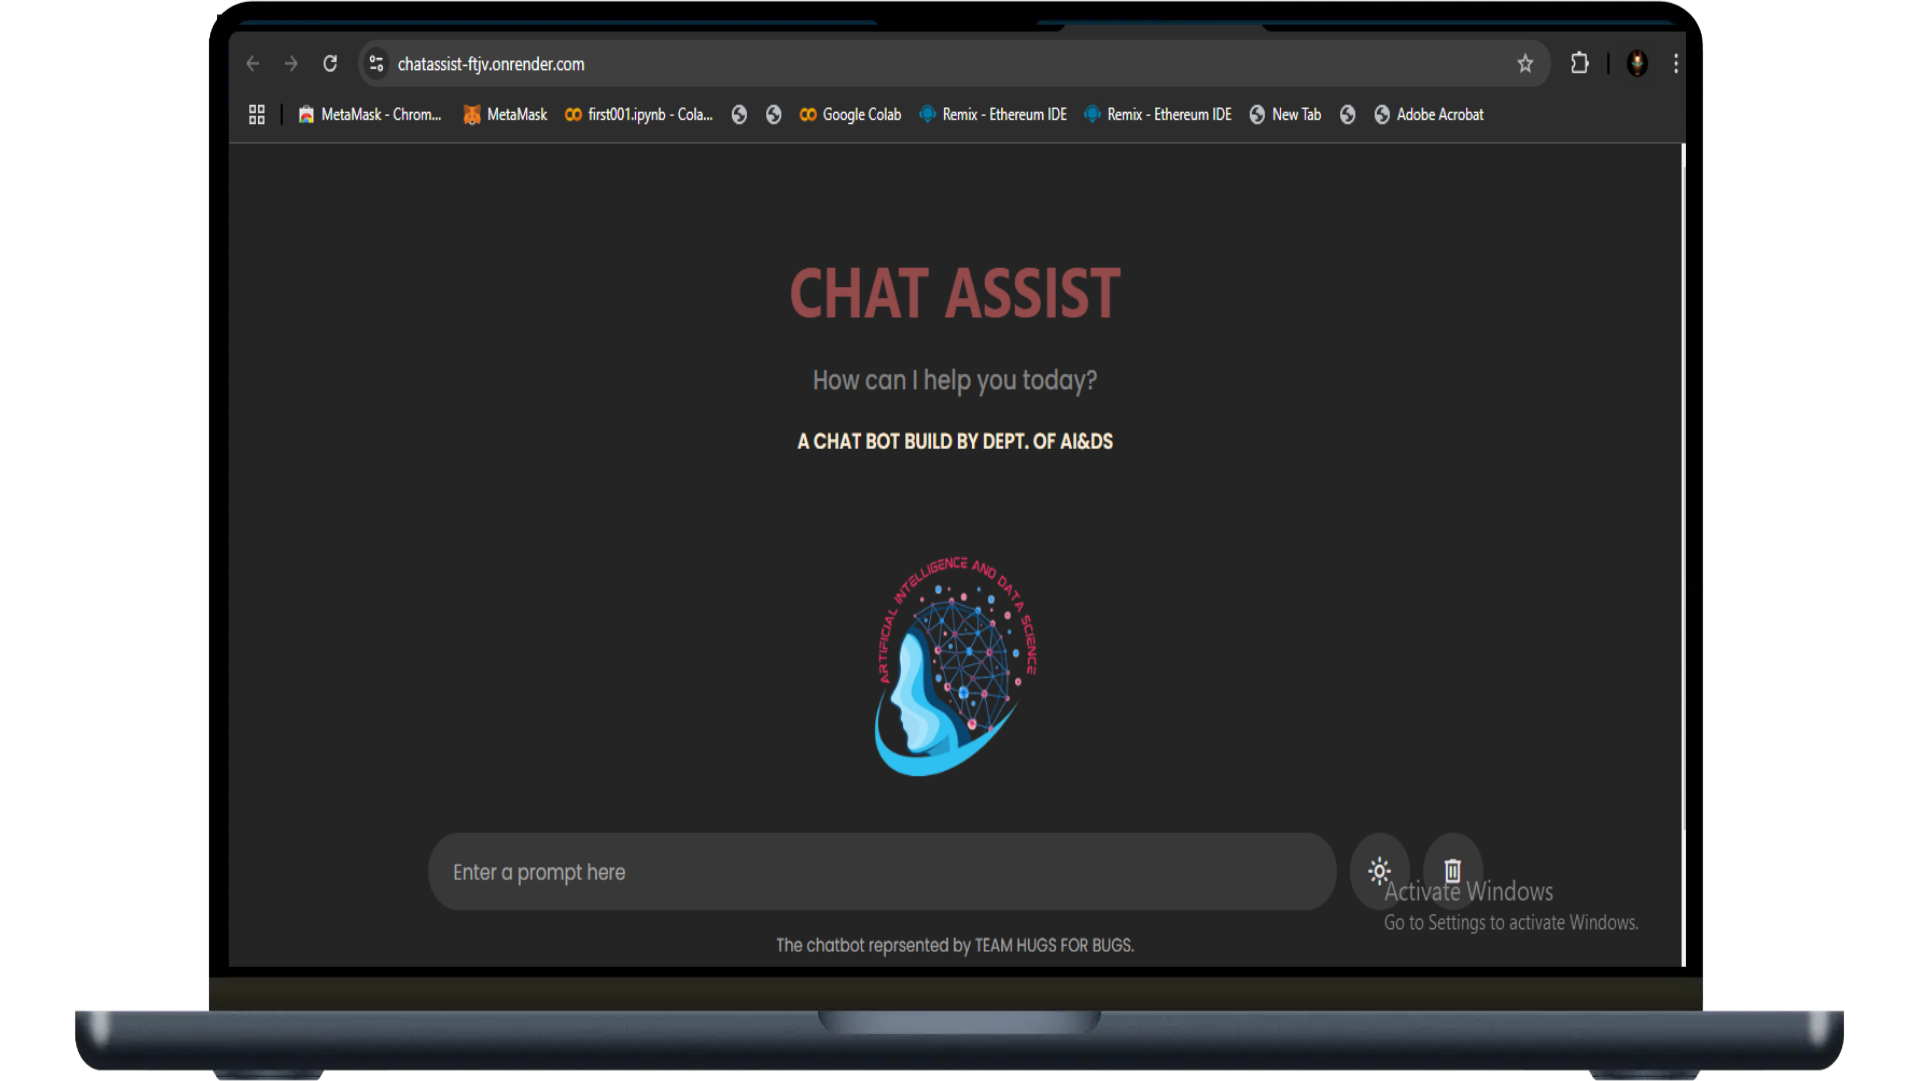 chatassist-ftjv.onrender.com
MetaMask - Chrom... MetaMask first001.ipynb - Cola... Google Colab Remix - Ethereum IDE Remix - Ethereum IDE New Tab Adobe Acrobat
CHAT ASSIST
How can I help you today?
A CHAT BOT BUILD BY DEPT. OF AI&DS
ARTIFICIAL INTELLIGENCE AND DATA SCIENCE
Enter a prompt here
Activate Windows
Go to Settings to activate Windows.
The chatbot reprsented by TEAM HUGS FOR BUGS.